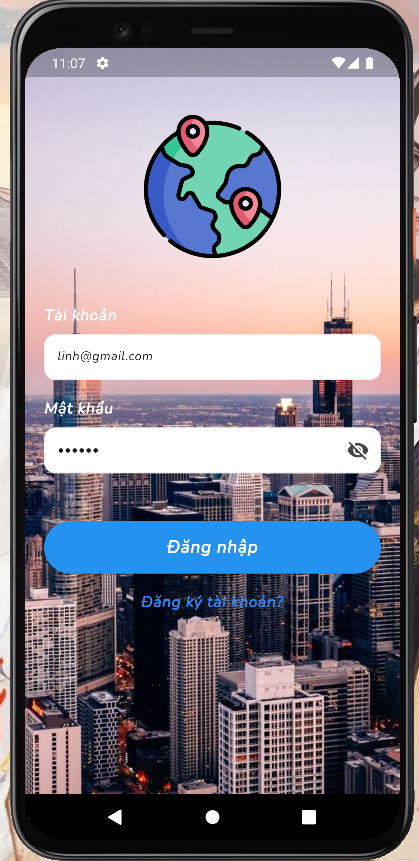 11:07
Tài khoản
linh@gmail.com
Mật khẩu
••••••
Đăng nhập
Đăng ký tài khoản?